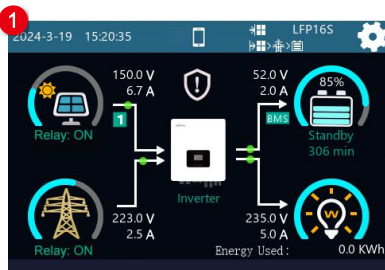 1
2024-3-19 15:20:35
LFP16S
150.0 V
6.7 A
1
Relay: ON
52.0 V
2.0 A
BMS
85%
Standby
306 min
Inverter
223.0 V
2.5 A
Relay: ON
235.0 V
5.0 A
W
Energy Used: 0.0 KWh